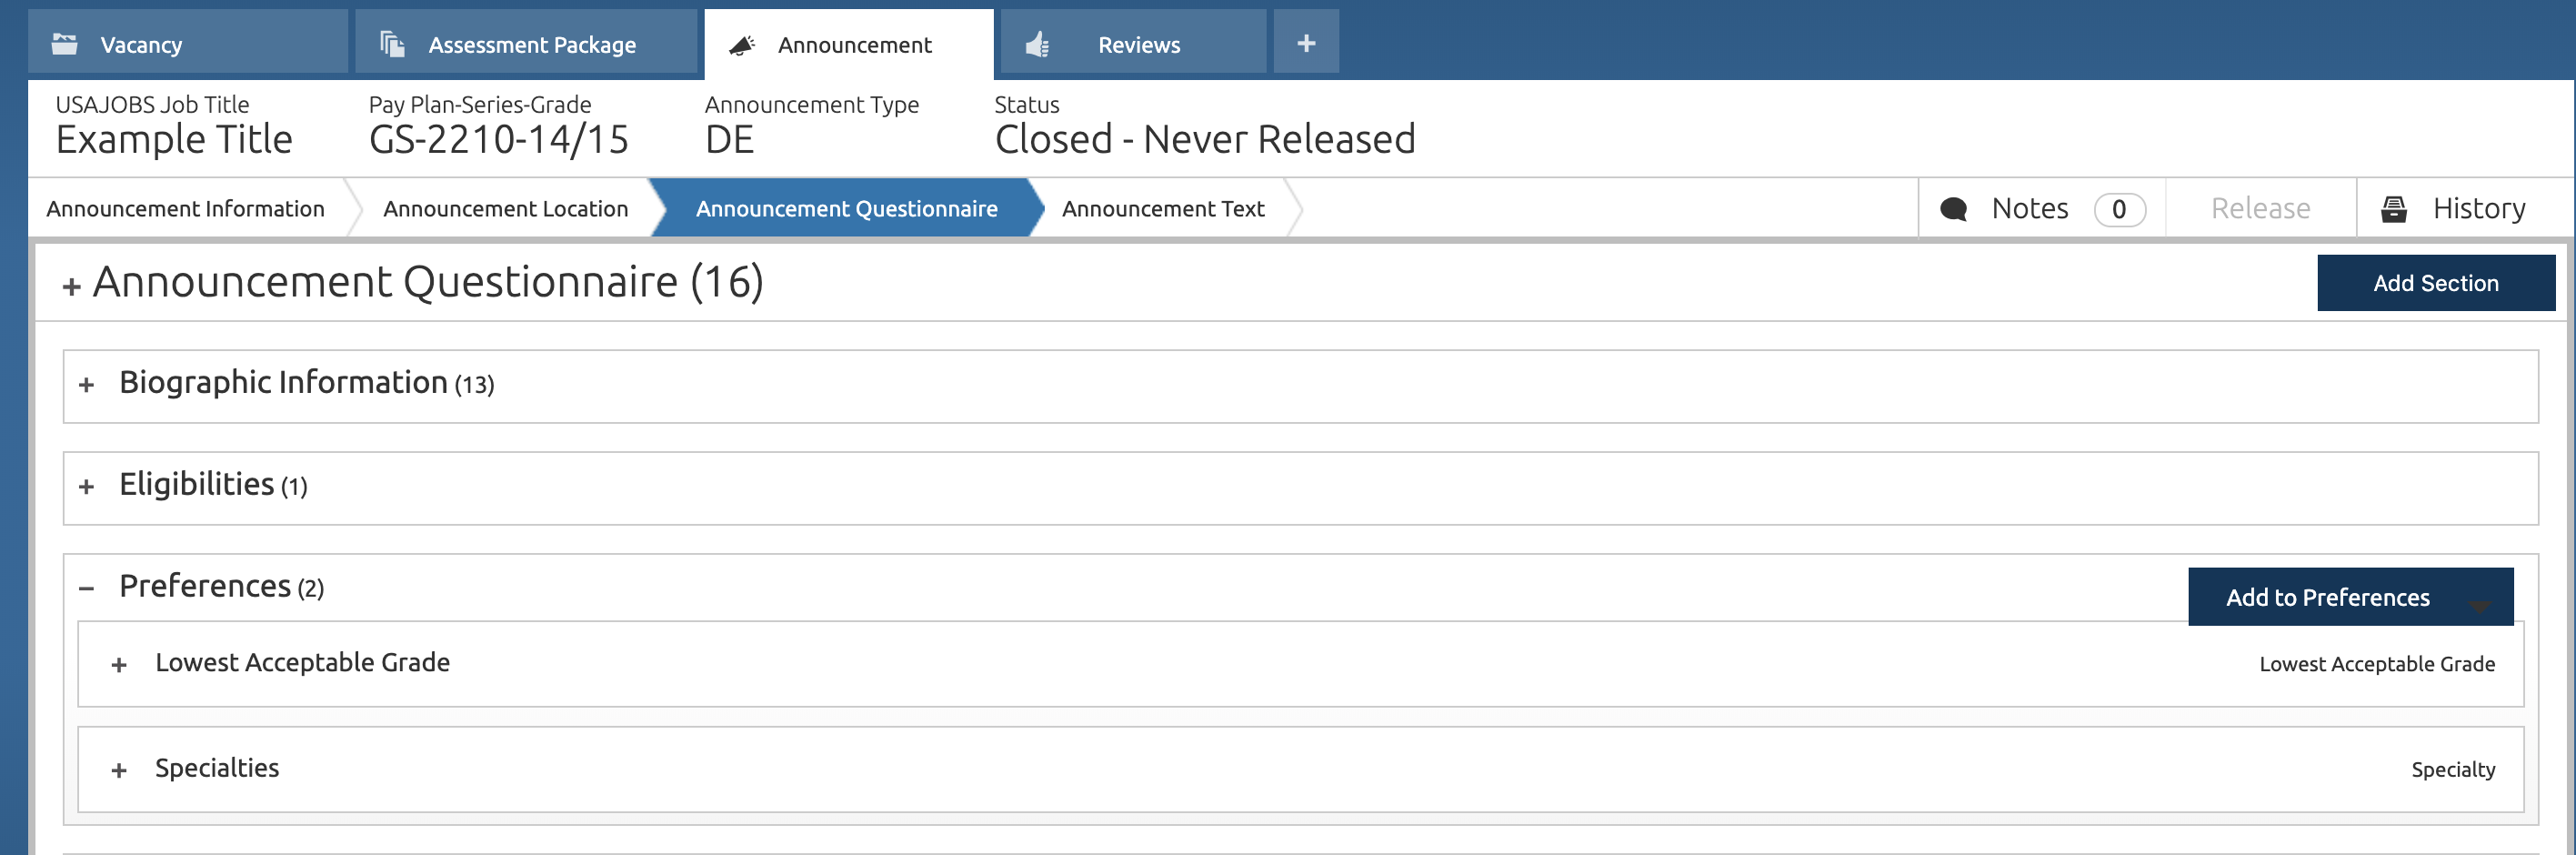 Vacancy
Assessment Package
Announcement
Reviews
+
USAJOBS Job Title
Pay Plan-Series-Grade
Announcement Type
Status
Example Title
GS-2210-14/15
DE
Closed - Never Released
Announcement Information
Announcement Location
Announcement Questionnaire
Announcement Text
Notes 0
Release
History
+ Announcement Questionnaire (16)
Add Section
+ Biographic Information (13)
+ Eligibilities (1)
– Preferences (2)
Add to Preferences
+ Lowest Acceptable Grade
Lowest Acceptable Grade
+ Specialties
Specialty